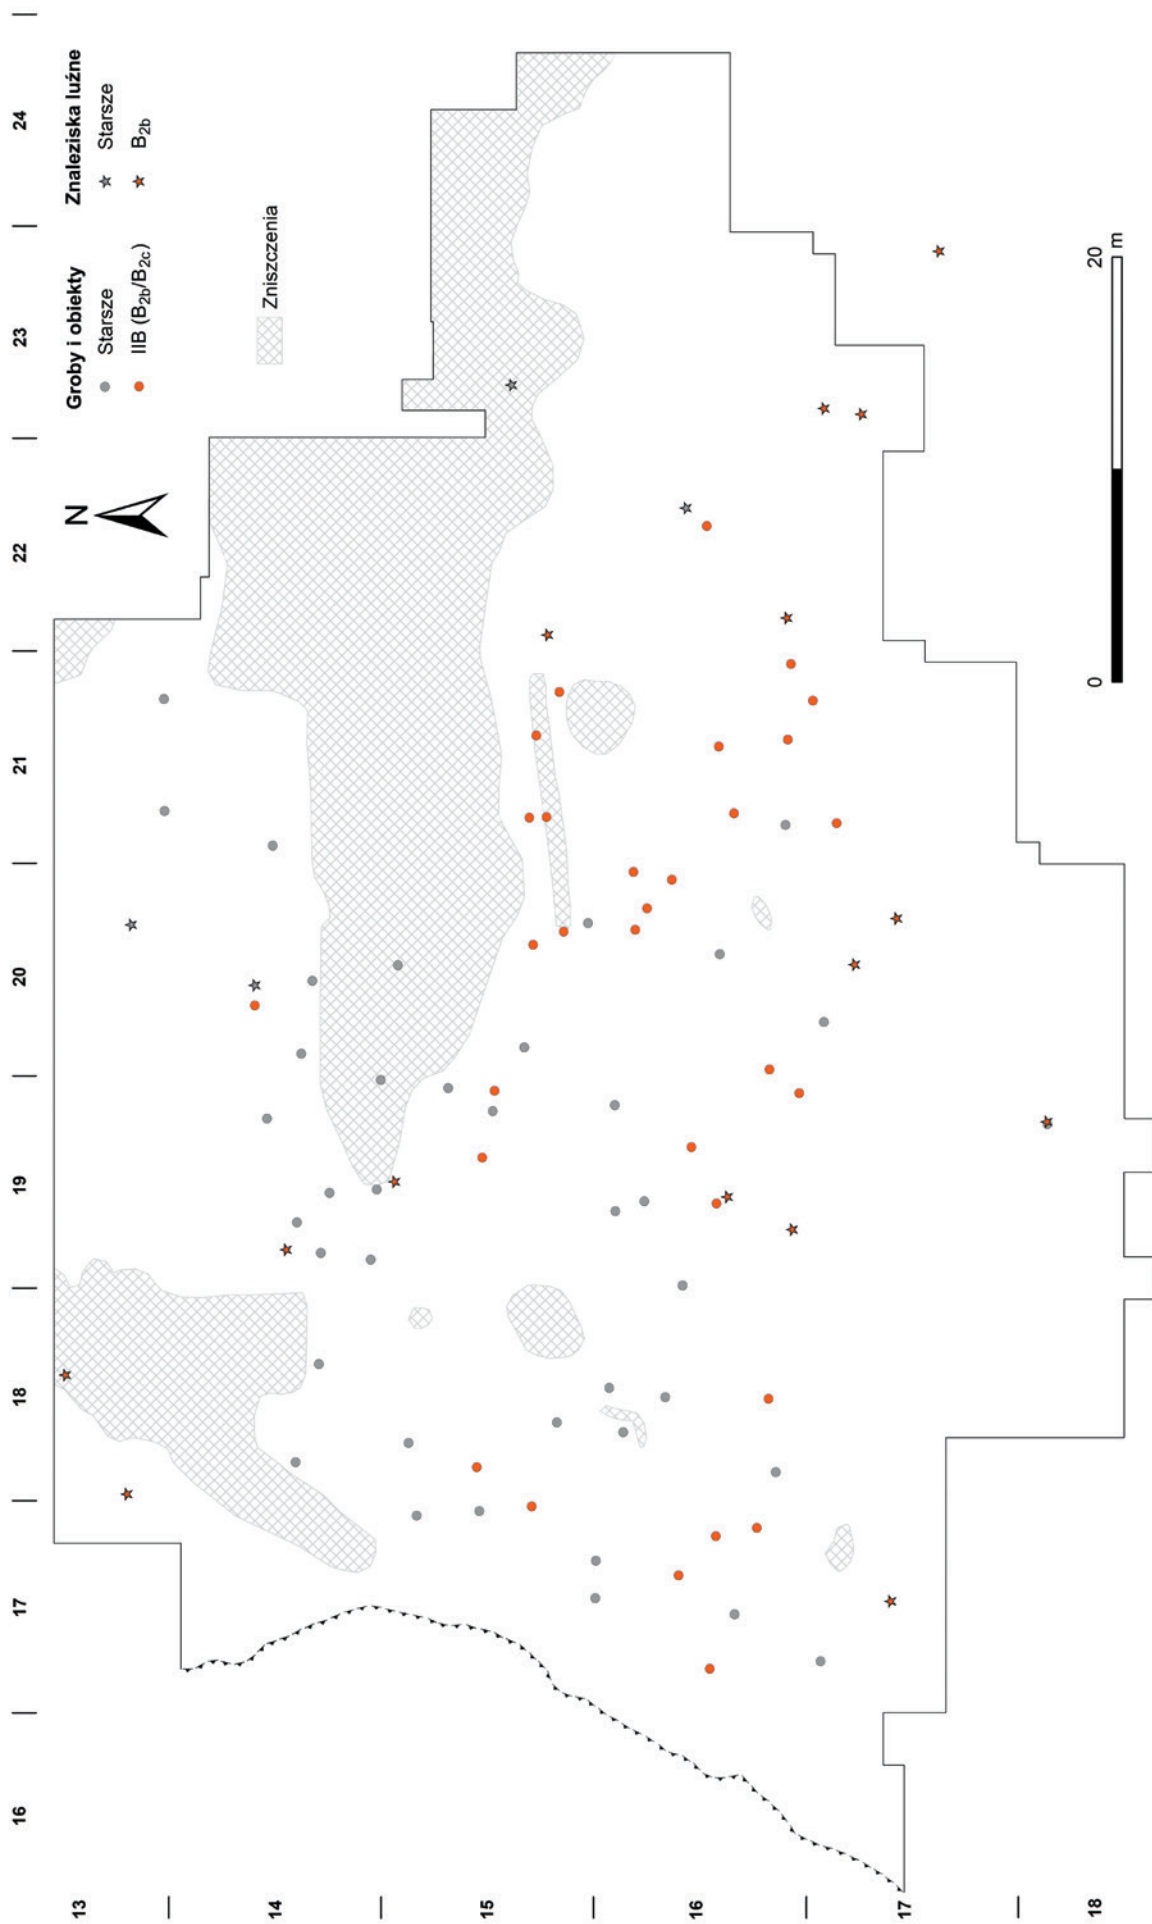 16 17 18 19 20 21 22 23 24
N
Groby i obiekty
Starsze
IIB (B2b/B2c)
Znaleziska luźne
Starsze
B2b
Zniszczenia
13
14
15
16
17
18
0 20 m